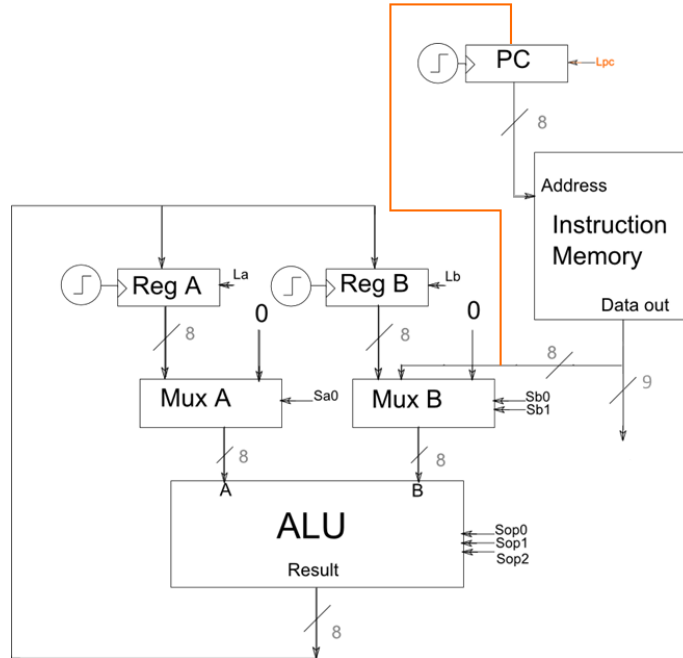 PC
Lpc
8
Address
Instruction
Memory
Data out
Reg A
La
Reg B
Lb
0
0
8
8
8
9
Mux A
Sa0
Mux B
Sb0
Sb1
8
8
A
B
ALU
Sop0
Sop1
Sop2
Result
8